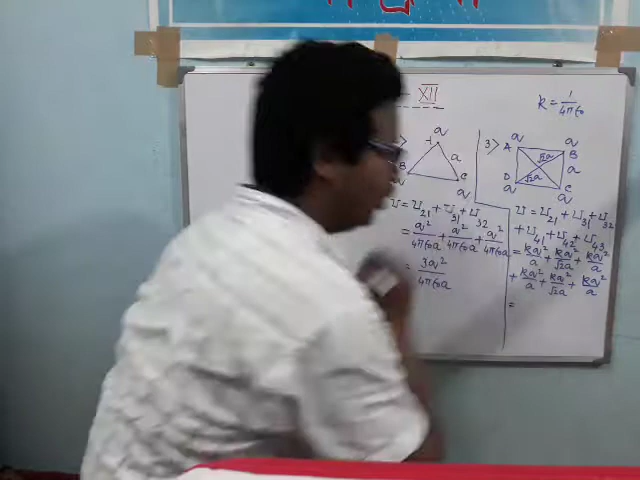 XII
K = 1/4πε₀
q
A
a
B
C
q
q
U = U₂₁ + U₃₁ + U₃₂
= q²/4πε₀a + q²/4πε₀a + q²/4πε₀a
= 3q²/4πε₀a
3>
q
q
A
B
√2a
a
√2a
D
C
q
q
U = U₂₁ + U₃₁ + U₃₂
+ U₄₁ + U₄₂ + U₄₃
= kq²/a + kq²/√2a + kq²/a
+ kq²/a + kq²/√2a + kq²/a
=